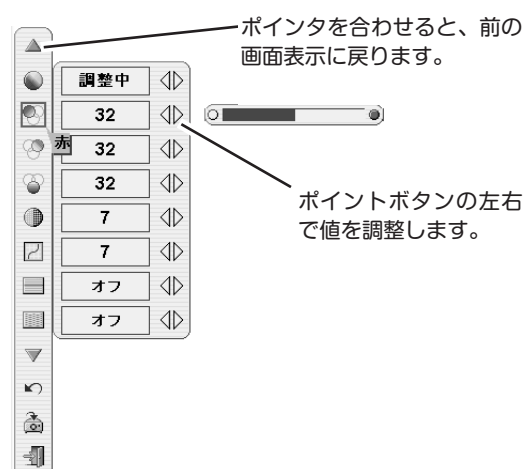 ポインタを合わせると、前の
画面表示に戻ります。
調整中
32
赤
32
32
7
7
オフ
オフ
ポイントボタンの左右
で値を調整します。